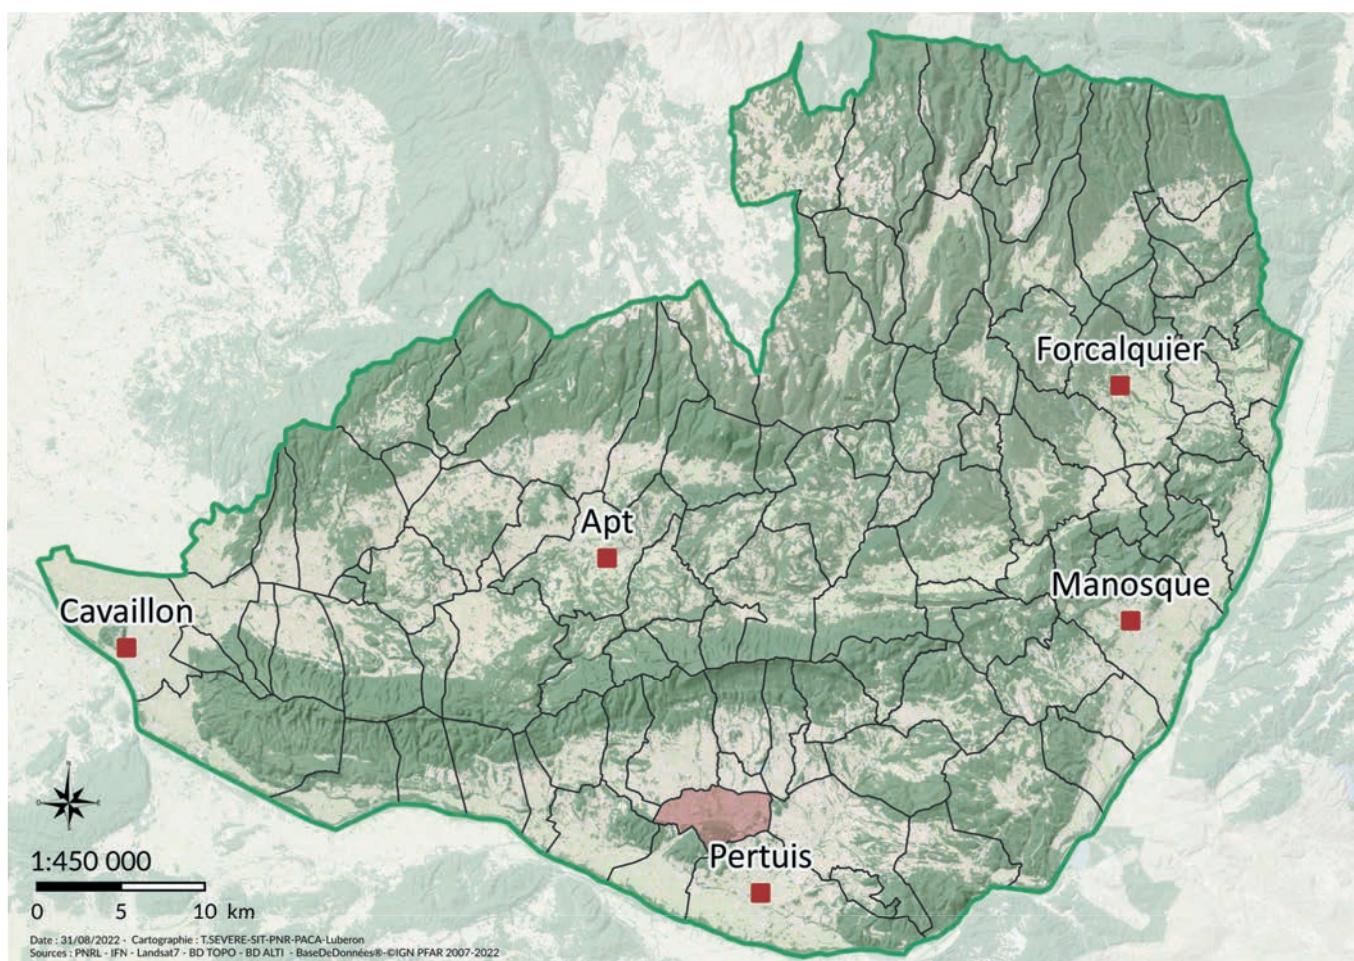 Forcalquier
Apt
Manosque
Cavaillon
Pertuis
1:450 000
0 5 10 km
Date : 31/08/2022 - Cartographie : T.SEVERE-SIT-PNR-PACA-Luberon
Sources : PNRL - IFN - Landsat7 - BD TOPO - BD ALTI - BaseDeDonnées®-©IGN PFAR 2007-2022